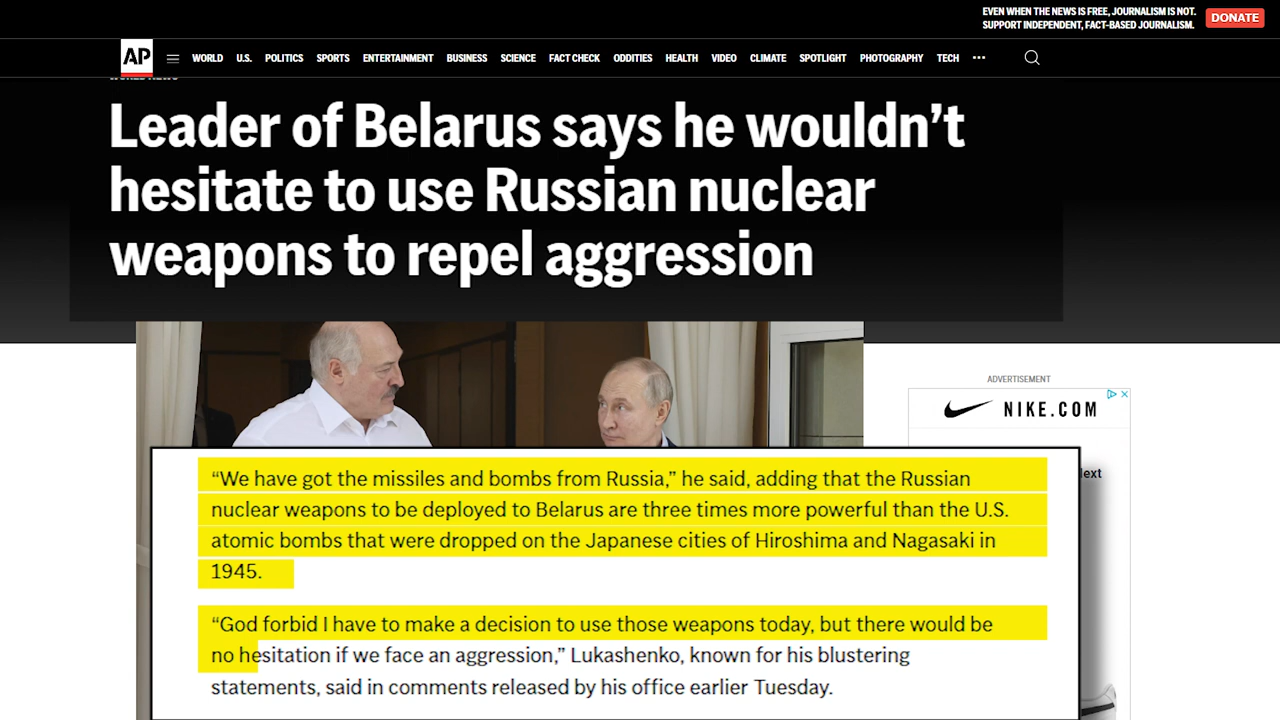 EVEN WHEN THE NEWS IS FREE, JOURNALISM IS NOT.
SUPPORT INDEPENDENT, FACT-BASED JOURNALISM.
DONATE
AP
WORLD U.S. POLITICS SPORTS ENTERTAINMENT BUSINESS SCIENCE FACT CHECK ODDITIES HEALTH VIDEO CLIMATE SPOTLIGHT PHOTOGRAPHY TECH
Leader of Belarus says he wouldn’t
hesitate to use Russian nuclear
weapons to repel aggression
ADVERTISEMENT
NIKE.COM
“We have got the missiles and bombs from Russia,” he said, adding that the Russian
nuclear weapons to be deployed to Belarus are three times more powerful than the U.S.
atomic bombs that were dropped on the Japanese cities of Hiroshima and Nagasaki in
1945.
“God forbid I have to make a decision to use those weapons today, but there would be
no hesitation if we face an aggression,” Lukashenko, known for his blustering
statements, said in comments released by his office earlier Tuesday.